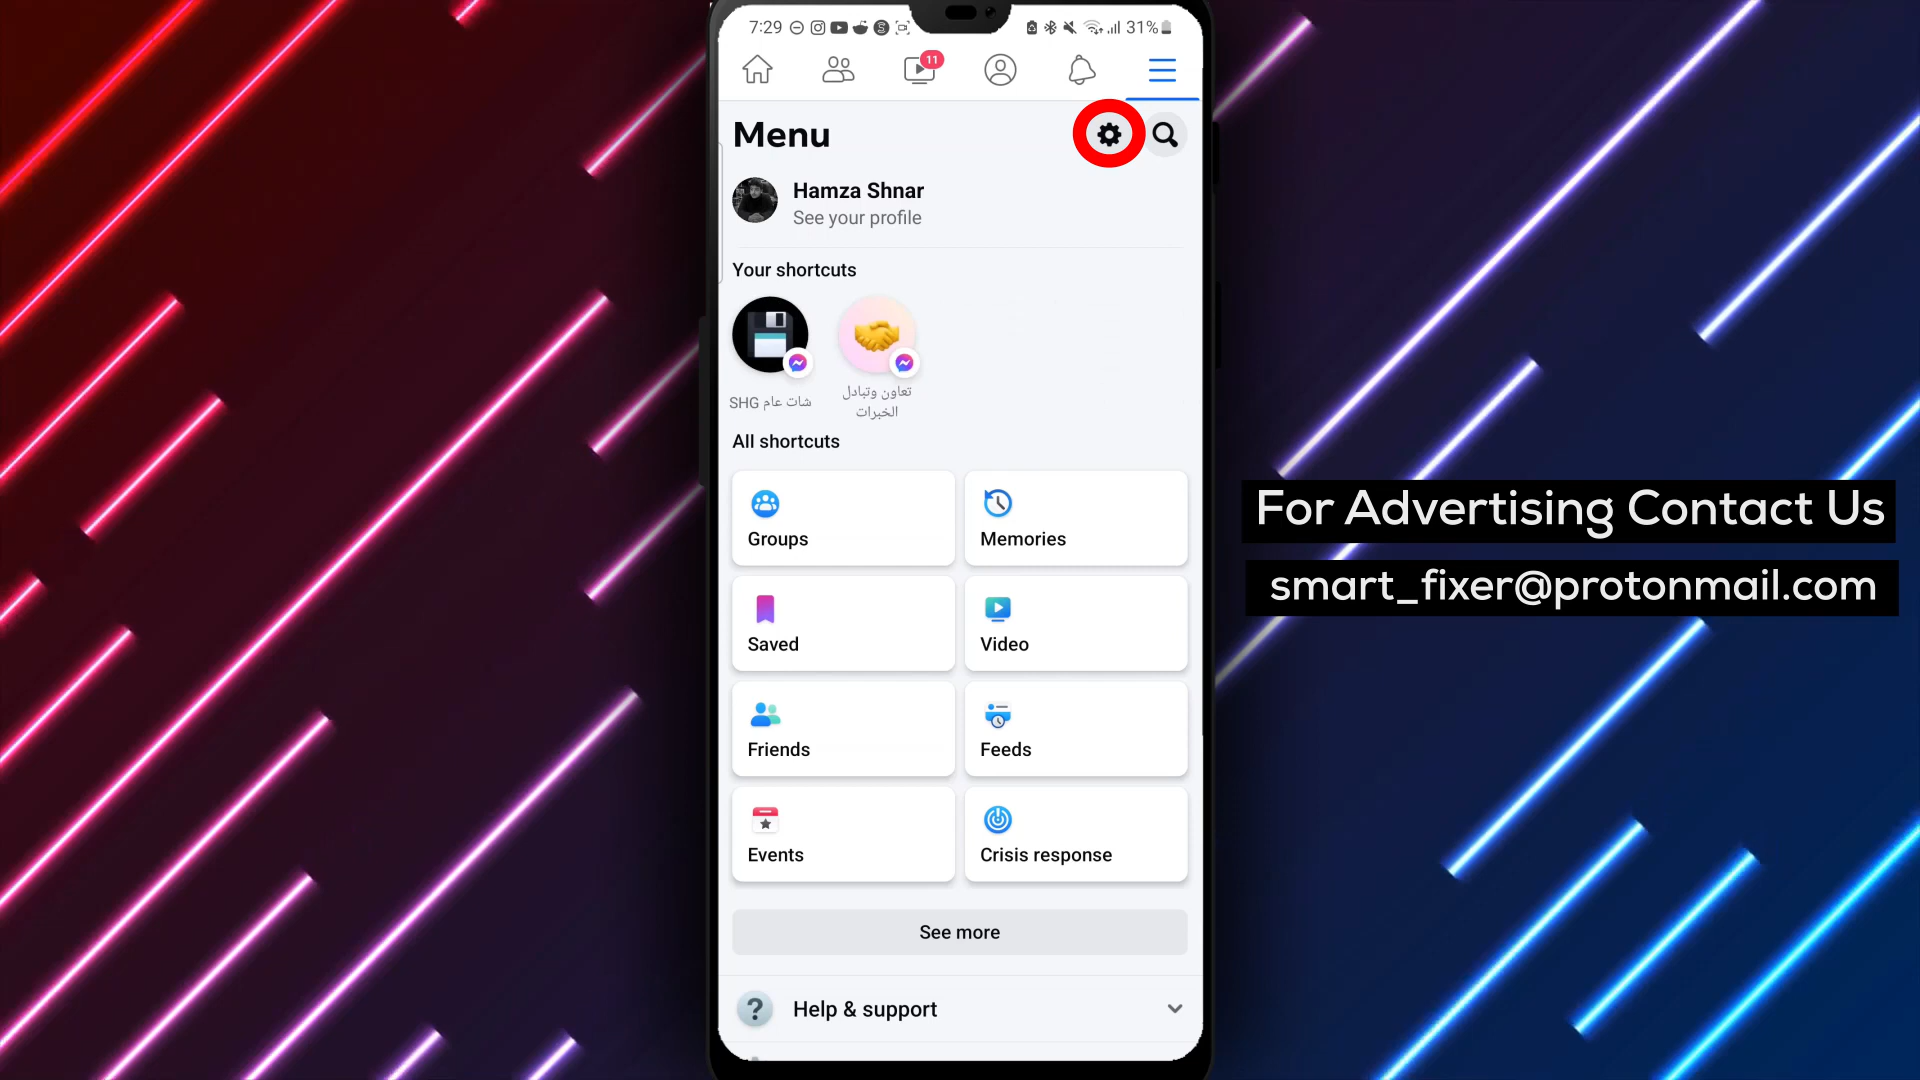 7:29
31%
11
Menu
Hamza Shnar
See your profile
Your shortcuts
شات عام SHG
تعاون وتبادل
الخبرات
All shortcuts
Groups
Memories
Saved
Video
Friends
Feeds
Events
Crisis response
See more
? Help & support
For Advertising Contact Us
smart_fixer@protonmail.com